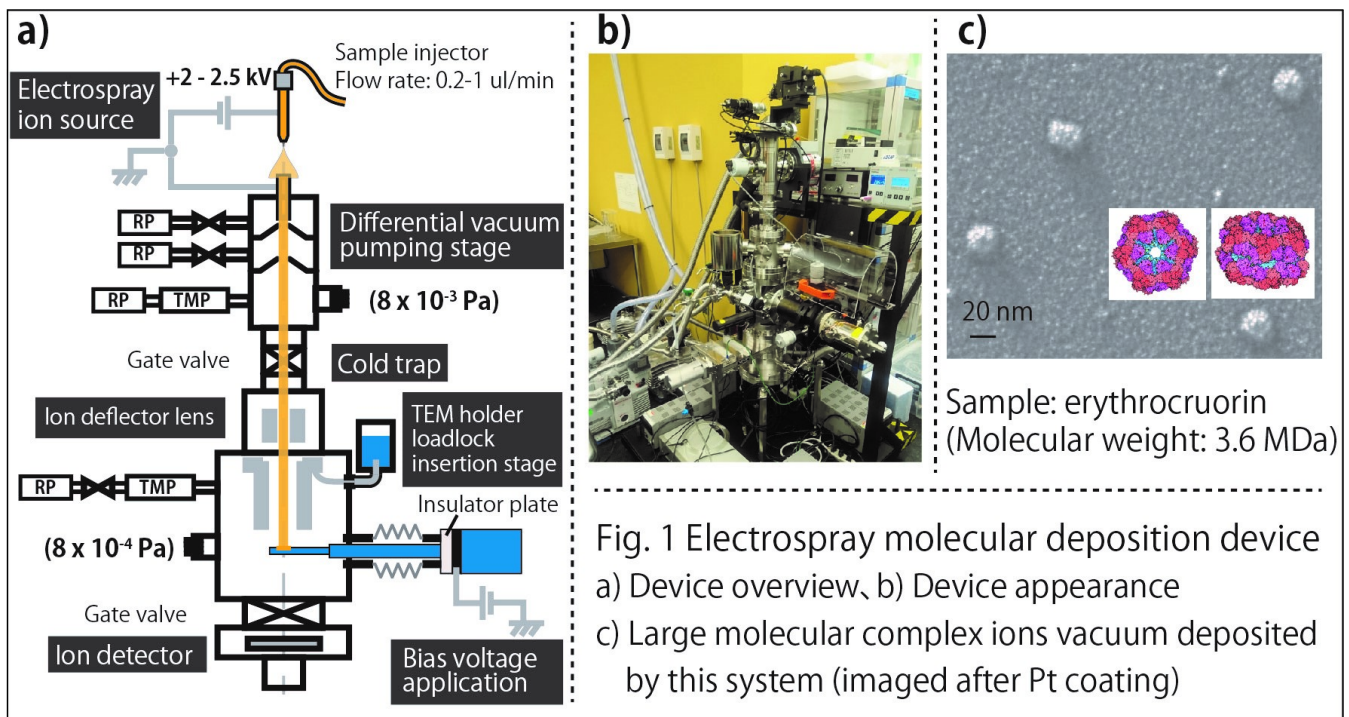 a)
Sample injector
+2 - 2.5 kV
Flow rate: 0.2-1 ul/min
Electrospray
ion source
RP
Differential vacuum
pumping stage
RP
RP
TMP
(8 x 10⁻³ Pa)
Gate valve
Cold trap
Ion deflector lens
TEM holder
loadlock
insertion stage
RP
TMP
Insulator plate
(8 x 10⁻⁴ Pa)
Gate valve
Ion detector
Bias voltage
application
b)
c)
20 nm
Sample: erythrocruorin
(Molecular weight: 3.6 MDa)
Fig. 1 Electrospray molecular deposition device
a) Device overview、b) Device appearance
c) Large molecular complex ions vacuum deposited
by this system (imaged after Pt coating)